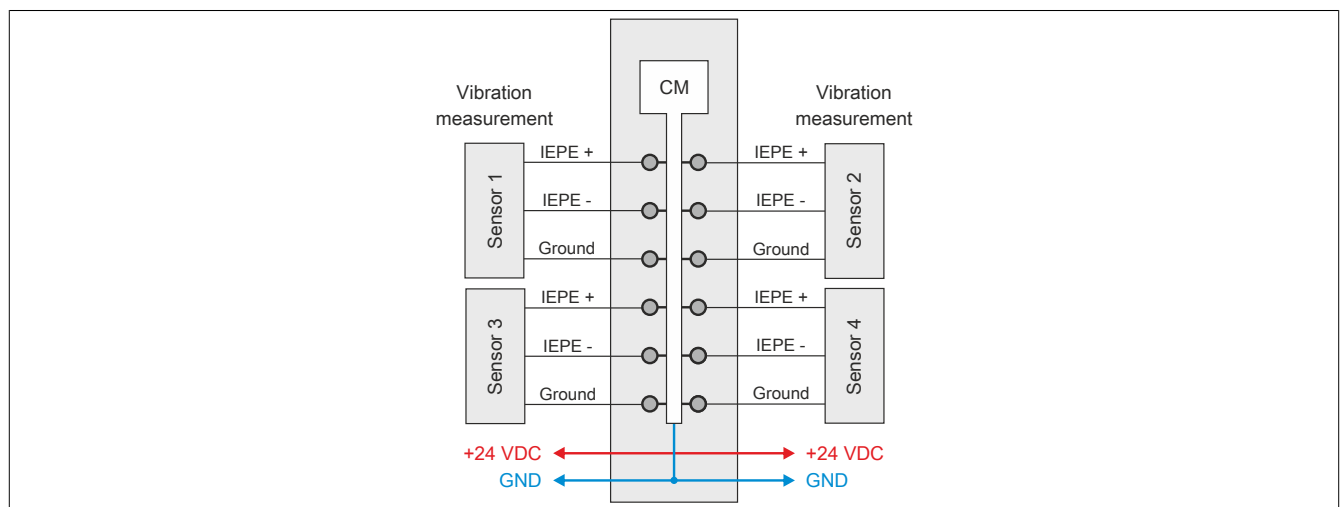 CM
Vibration
measurement
Vibration
measurement
Sensor 1
IEPE +
IEPE -
Ground
IEPE +
IEPE -
Ground
Sensor 2
Sensor 3
IEPE +
IEPE -
Ground
IEPE +
IEPE -
Ground
Sensor 4
+24 VDC
+24 VDC
GND
GND